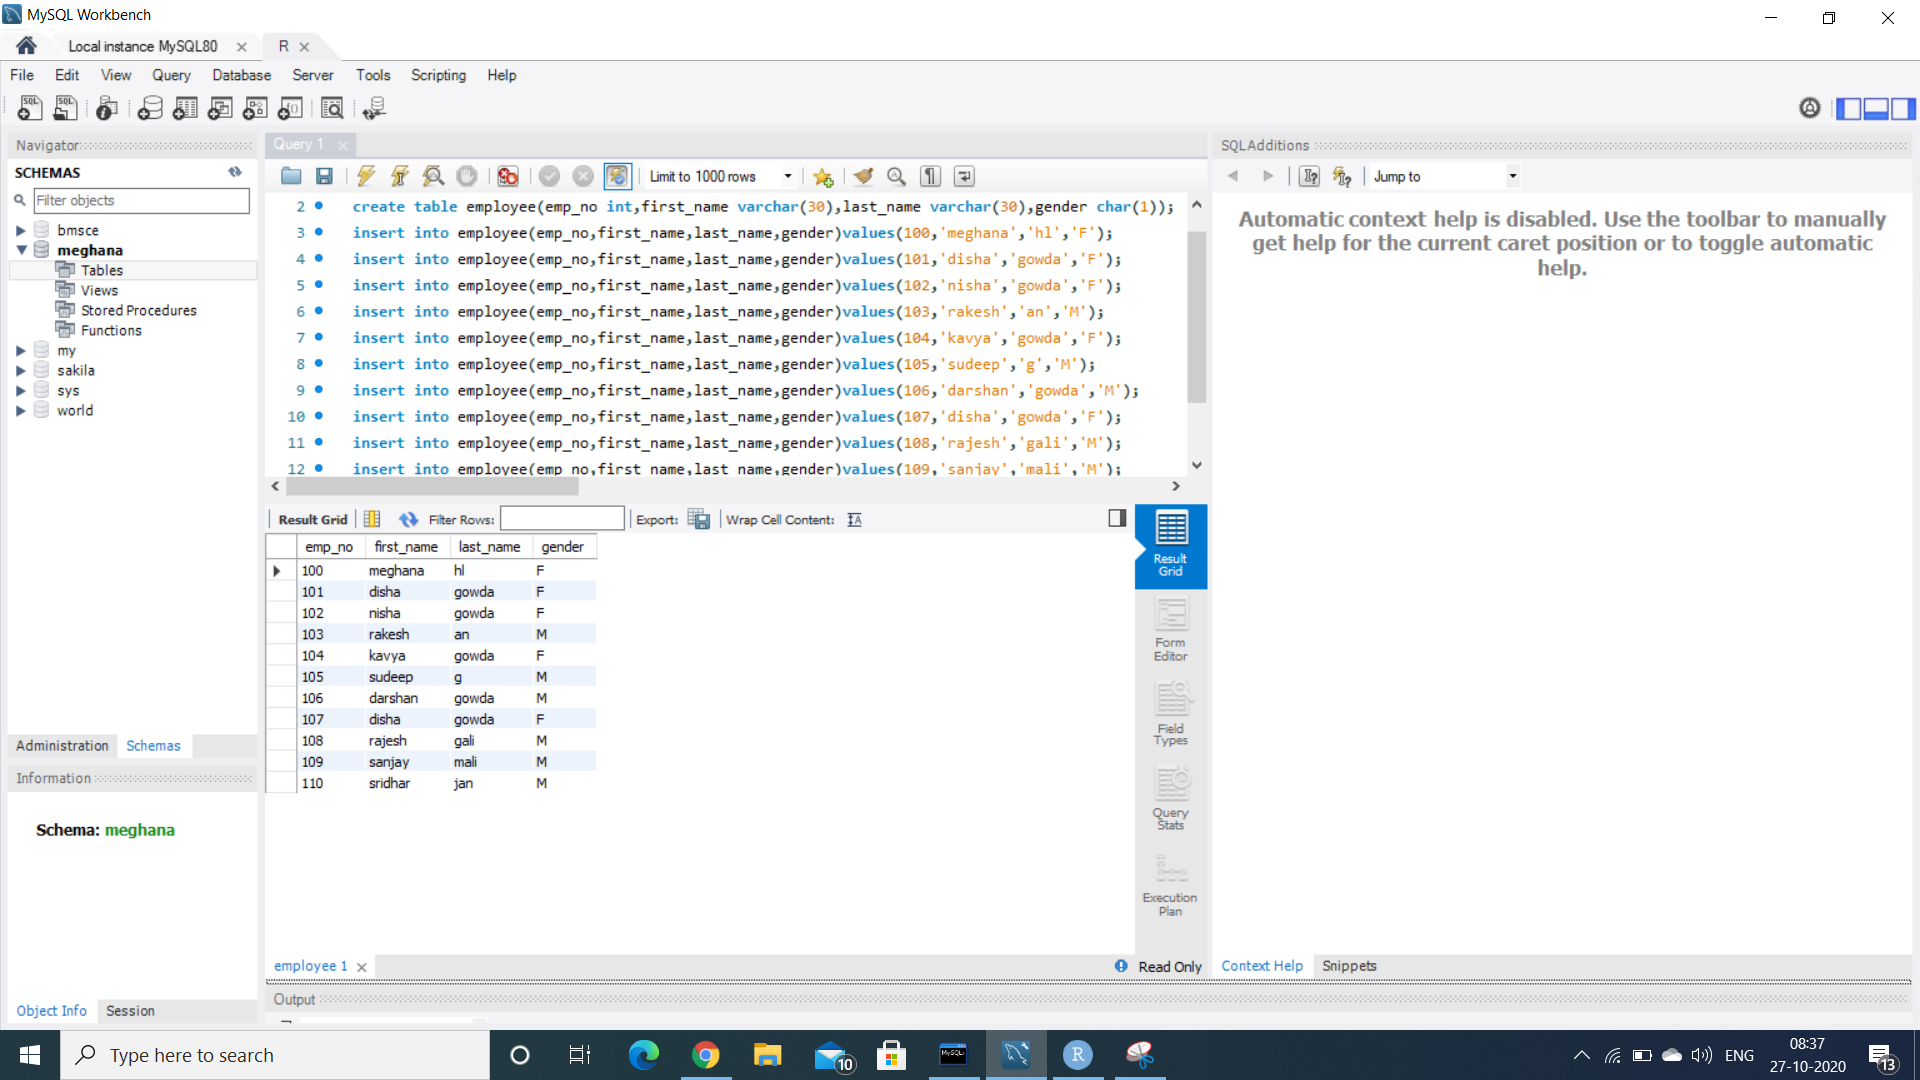 MySQL Workbench
Local instance MySQL80
R
File Edit View Query Database Server Tools Scripting Help
Navigator
SCHEMAS
Filter objects
bmsce
meghana
Tables
Views
Stored Procedures
Functions
my
sakila
sys
world
Administration Schemas
Information
Schema: meghana
Object Info Session
Query 1
Limit to 1000 rows
2 create table employee(emp_no int,first_name varchar(30),last_name varchar(30),gender char(1));
3 insert into employee(emp_no,first_name,last_name,gender)values(100,'meghana','hl','F');
4 insert into employee(emp_no,first_name,last_name,gender)values(101,'disha','gowda','F');
5 insert into employee(emp_no,first_name,last_name,gender)values(102,'nisha','gowda','F');
6 insert into employee(emp_no,first_name,last_name,gender)values(103,'rakesh','an','M');
7 insert into employee(emp_no,first_name,last_name,gender)values(104,'kavya','gowda','F');
8 insert into employee(emp_no,first_name,last_name,gender)values(105,'sudeep','g','M');
9 insert into employee(emp_no,first_name,last_name,gender)values(106,'darshan','gowda','M');
10 insert into employee(emp_no,first_name,last_name,gender)values(107,'disha','gowda','F');
11 insert into employee(emp_no,first_name,last_name,gender)values(108,'rajesh','gali','M');
12 insert into employee(emp_no,first_name,last_name,gender)values(109,'sanjay','mali','M');
Result Grid Filter Rows: Export: Wrap Cell Content:
emp_no first_name last_name gender
100 meghana hl F
101 disha gowda F
102 nisha gowda F
103 rakesh an M
104 kavya gowda F
105 sudeep g M
106 darshan gowda M
107 disha gowda F
108 rajesh gali M
109 sanjay mali M
110 sridhar jan M
Result
Grid
Form
Editor
Field
Types
Query
Stats
Execution
Plan
employee 1
Read Only
Output
SQLAdditions
Jump to
Automatic context help is disabled. Use the toolbar to manually
get help for the current caret position or to toggle automatic
help.
Context Help Snippets
Type here to search
10
MySQL
R
ENG
08:37
27-10-2020
13